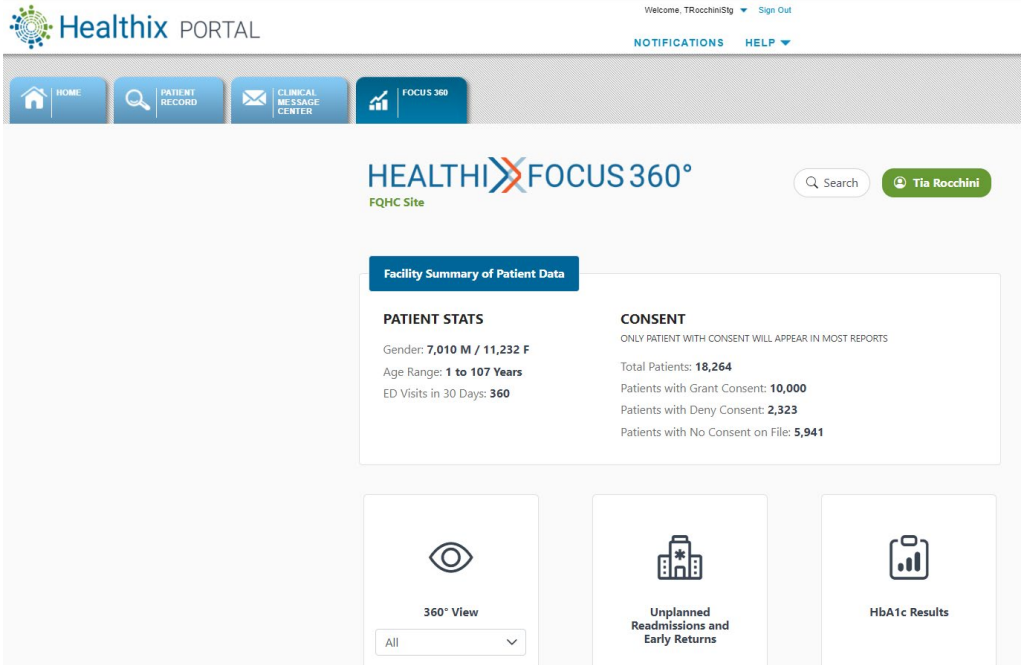 Healthix PORTAL
Welcome, TRocchiniStg Sign Out
NOTIFICATIONS HELP
HOME
PATIENT
RECORD
CLINICAL
MESSAGE
CENTER
FOCUS 360
HEALTHIX FOCUS 360°
FQHC Site
Search
Tia Rocchini
Facility Summary of Patient Data
PATIENT STATS
Gender: 7,010 M / 11,232 F
Age Range: 1 to 107 Years
ED Visits in 30 Days: 360
CONSENT
ONLY PATIENT WITH CONSENT WILL APPEAR IN MOST REPORTS
Total Patients: 18,264
Patients with Grant Consent: 10,000
Patients with Deny Consent: 2,323
Patients with No Consent on File: 5,941
360° View
All
Unplanned
Readmissions and
Early Returns
HbA1c Results